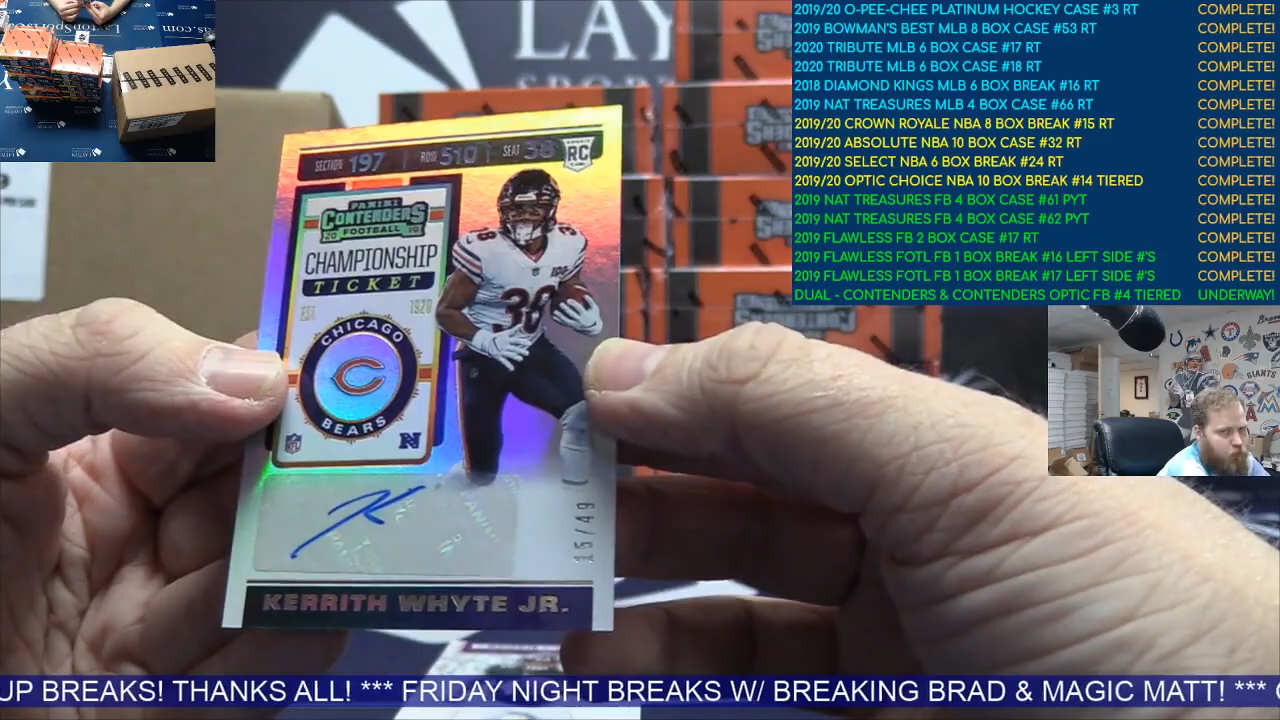 2019/20 O-PEE-CHEE PLATINUM HOCKEY CASE #3 RT COMPLETE!
2019 BOWMAN'S BEST MLB 8 BOX CASE #53 RT COMPLETE!
2020 TRIBUTE MLB 6 BOX CASE #17 RT COMPLETE!
2020 TRIBUTE MLB 6 BOX CASE #18 RT COMPLETE!
2018 DIAMOND KINGS MLB 6 BOX BREAK #16 RT COMPLETE!
2019 NAT TREASURES MLB 4 BOX CASE #66 RT COMPLETE!
2019/20 CROWN ROYALE NBA 8 BOX BREAK #15 RT COMPLETE!
2019/20 ABSOLUTE NBA 10 BOX CASE #32 RT COMPLETE!
2019/20 SELECT NBA 6 BOX BREAK #24 RT COMPLETE!
2019/20 OPTIC CHOICE NBA 10 BOX BREAK #14 TIERED COMPLETE!
2019 NAT TREASURES FB 4 BOX CASE #61 PYT COMPLETE!
2019 NAT TREASURES FB 4 BOX CASE #62 PYT COMPLETE!
2019 FLAWLESS FB 2 BOX CASE #17 RT COMPLETE!
2019 FLAWLESS FOTL FB 1 BOX BREAK #16 LEFT SIDE #'S COMPLETE!
2019 FLAWLESS FOTL FB 1 BOX BREAK #17 LEFT SIDE #'S COMPLETE!
DUAL - CONTENDERS & CONTENDERS OPTIC FB #4 TIERED UNDERWAY!
LAY
SECTION 197 | ROW 510 | SEAT 38
RC
PANINI
CONTENDERS
20 FOOTBALL 19
CHAMPIONSHIP
TICKET
EST. 1920
CHICAGO
C
BEARS
NFL
N
38
15/49
KERRITH WHYTE JR.
GIANTS
UP BREAKS! THANKS ALL! *** FRIDAY NIGHT BREAKS W/ BREAKING BRAD & MAGIC MATT! ***